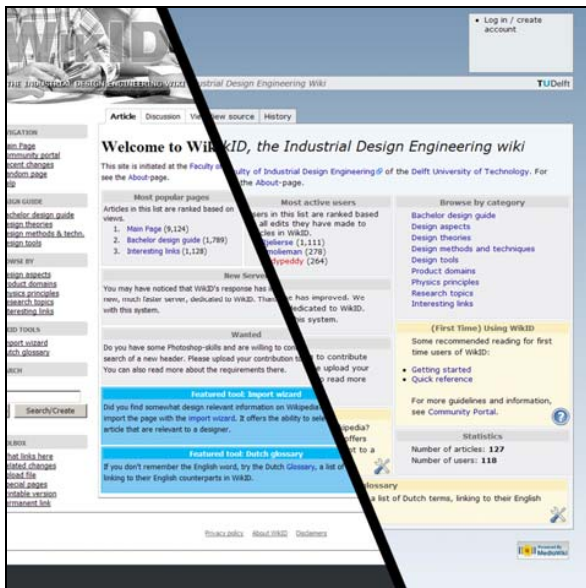 WikID
THE INDUSTRIAL DESIGN ENGINEERING WIKI
Industrial Design Engineering Wiki
Log in / create
account
TUDelft
Article Discussion View source History
Welcome to WikID, the Industrial Design Engineering wiki
This site is initiated at the Faculty of Industrial Design Engineering of the Delft University of Technology. For
see the About-page.
the About-page.
Most popular pages
Articles in this list are ranked based on
views.
1. Main Page (9,124)
2. Bachelor design guide (1,789)
3. Interesting links (1,128)
Most active users
users in this list are ranked based
all edits they have made to
articles in WikID.
jelierse (1,111)
molieman (278)
dypeddy (264)
Browse by category
Bachelor design guide
Design aspects
Design theories
Design methods and techniques
Design tools
Product domains
Physics principles
Research topics
Interesting links
New Server
You may have noticed that WikID's response has improved. We
new, much faster server, dedicated to WikID.
with this system.
this system.
Wanted
Do you have some Photoshop-skills and are willing to contribute
search of a new header. Please upload your contribution
You can also read more about the requirements there.
to contribute
upload your
read more
Featured tool: Import wizard
Did you find somewhat design relevant information on Wikipedia?
import the page with the import wizard. It offers the ability to
article that are relevant to a designer.
offers
Featured tool: Dutch glossary
If you don't remember the English word, try the Dutch Glossary, a list of
linking to their English counterparts in WikID.
a list of Dutch terms, linking to their English
(First Time) Using WikID
Some recommended reading for
first time users of WikID:
Getting started
Quick reference
For more guidelines and information,
see Community Portal.
Statistics
Number of articles: 127
Number of users: 118
Search/Create
Privacy policy About WikID Disclaimers
Powered By
MediaWiki